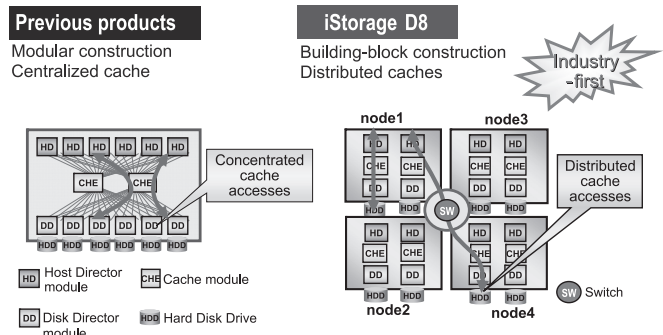 Previous products
Modular construction
Centralized cache
iStorage D8
Building-block construction
Distributed caches
Industry
-first
HD HD HD HD HD HD
CHE CHE
DD DD DD DD DD DD
HDD HDD HDD HDD HDD HDD
Concentrated
cache
accesses
HD Host Director
module
CHE Cache module
DD Disk Director
module
HDD Hard Disk Drive
node1
HD HD
CHE CHE
DD DD
HDD HDD
node3
HD HD
CHE CHE
DD DD
HDD HDD
SW
Distributed
cache
accesses
HD HD
CHE CHE
DD DD
HDD HDD
node2
HD HD
CHE CHE
DD DD
HDD HDD
node4
SW Switch